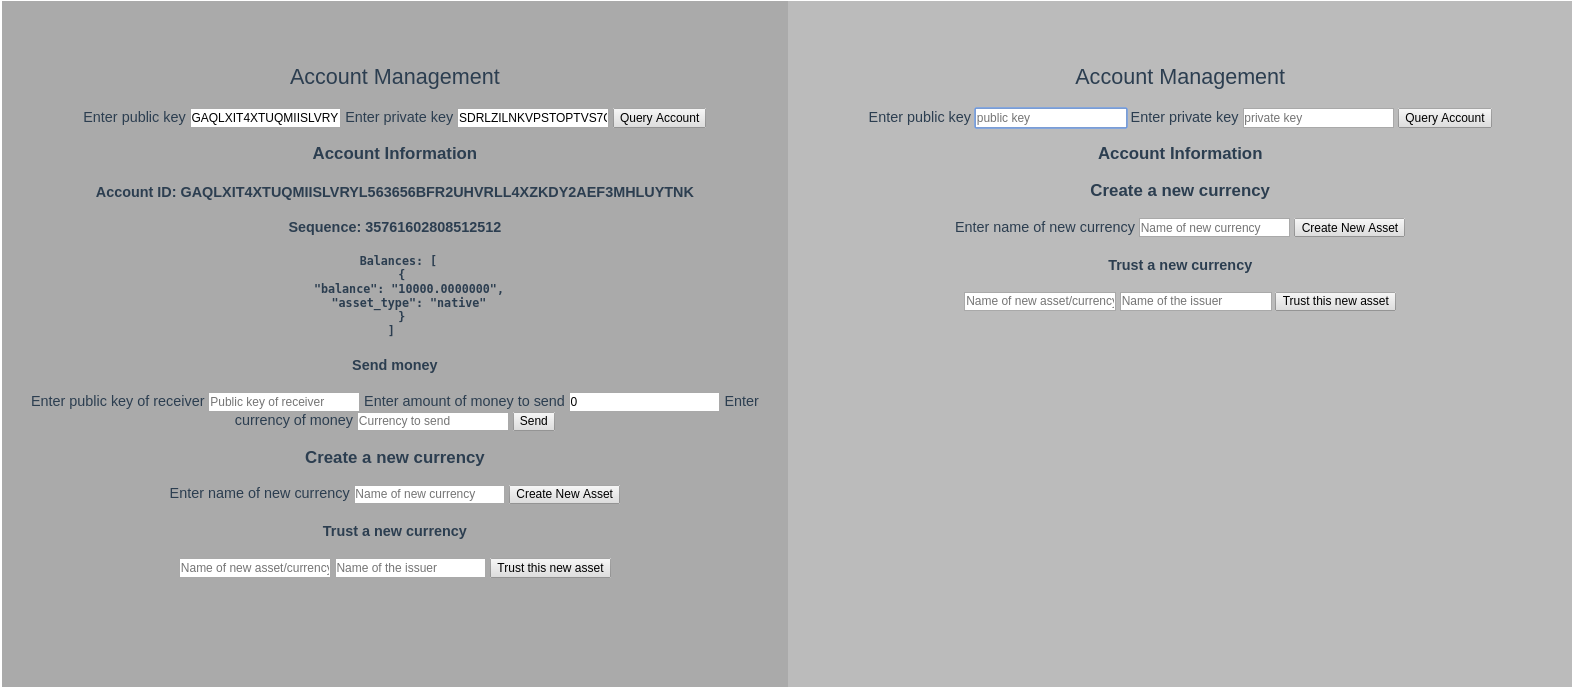 Account Management
Enter public key GAQLXIT4XTUQMIISLVRY Enter private key SDRLZILNKVPSTOPTVS7 Query Account
Account Information
Account ID: GAQLXIT4XTUQMIISLVRYL563656BFR2UHVRLL4XZKDY2AEF3MHLUYTNK
Sequence: 35761602808512512
Balances: [
{
"balance": "10000.0000000",
"asset_type": "native"
}
]
Send money
Enter public key of receiver Public key of receiver Enter amount of money to send 0 Enter
currency of money Currency to send Send
Create a new currency
Enter name of new currency Name of new currency Create New Asset
Trust a new currency
Name of new asset/currency Name of the issuer Trust this new asset
Account Management
Enter public key public key Enter private key private key Query Account
Account Information
Create a new currency
Enter name of new currency Name of new currency Create New Asset
Trust a new currency
Name of new asset/currency Name of the issuer Trust this new asset